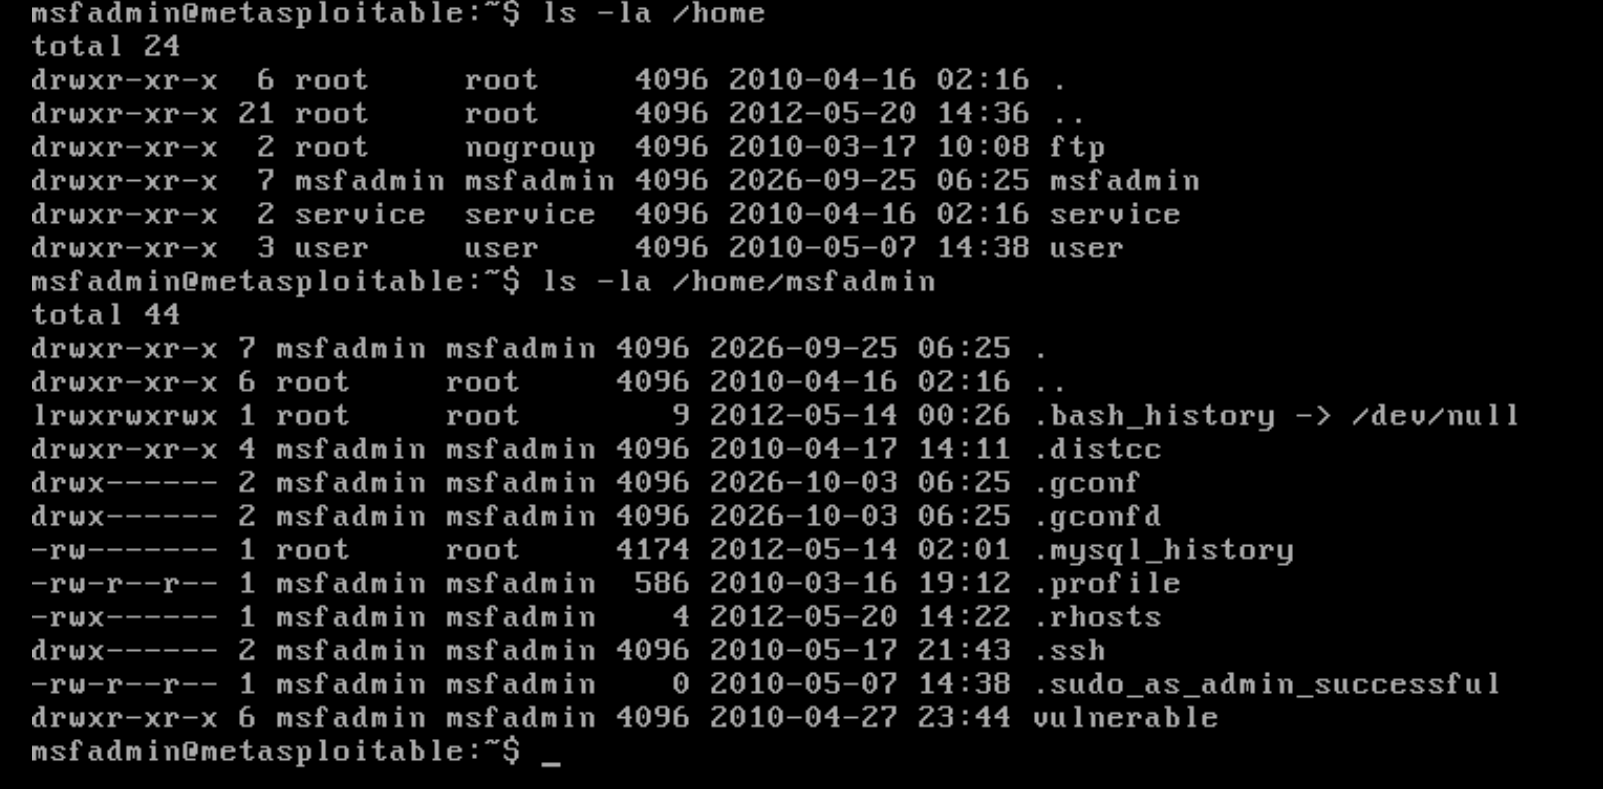 msfadmin@metasploitable:~$ ls -la /home
total 24
drwxr-xr-x  6 root     root     4096 2010-04-16 02:16 .
drwxr-xr-x 21 root     root     4096 2012-05-20 14:36 ..
drwxr-xr-x  2 root     nogroup  4096 2010-03-17 10:08 ftp
drwxr-xr-x  7 msfadmin msfadmin 4096 2026-09-25 06:25 msfadmin
drwxr-xr-x  2 service  service  4096 2010-04-16 02:16 service
drwxr-xr-x  3 user     user     4096 2010-05-07 14:38 user
msfadmin@metasploitable:~$ ls -la /home/msfadmin
total 44
drwxr-xr-x 7 msfadmin msfadmin 4096 2026-09-25 06:25 .
drwxr-xr-x 6 root     root     4096 2010-04-16 02:16 ..
lrwxrwxrwx 1 root     root        9 2012-05-14 00:26 .bash_history -> /dev/null
drwxr-xr-x 4 msfadmin msfadmin 4096 2010-04-17 14:11 .distcc
drwx------ 2 msfadmin msfadmin 4096 2026-10-03 06:25 .gconf
drwx------ 2 msfadmin msfadmin 4096 2026-10-03 06:25 .gconfd
-rw------- 1 root     root     4174 2012-05-14 02:01 .mysql_history
-rw-r--r-- 1 msfadmin msfadmin  586 2010-03-16 19:12 .profile
-rwx------ 1 msfadmin msfadmin    4 2012-05-20 14:22 .rhosts
drwx------ 2 msfadmin msfadmin 4096 2010-05-17 21:43 .ssh
-rw-r--r-- 1 msfadmin msfadmin    0 2010-05-07 14:38 .sudo_as_admin_successful
drwxr-xr-x 6 msfadmin msfadmin 4096 2010-04-27 23:44 vulnerable
msfadmin@metasploitable:~$ _